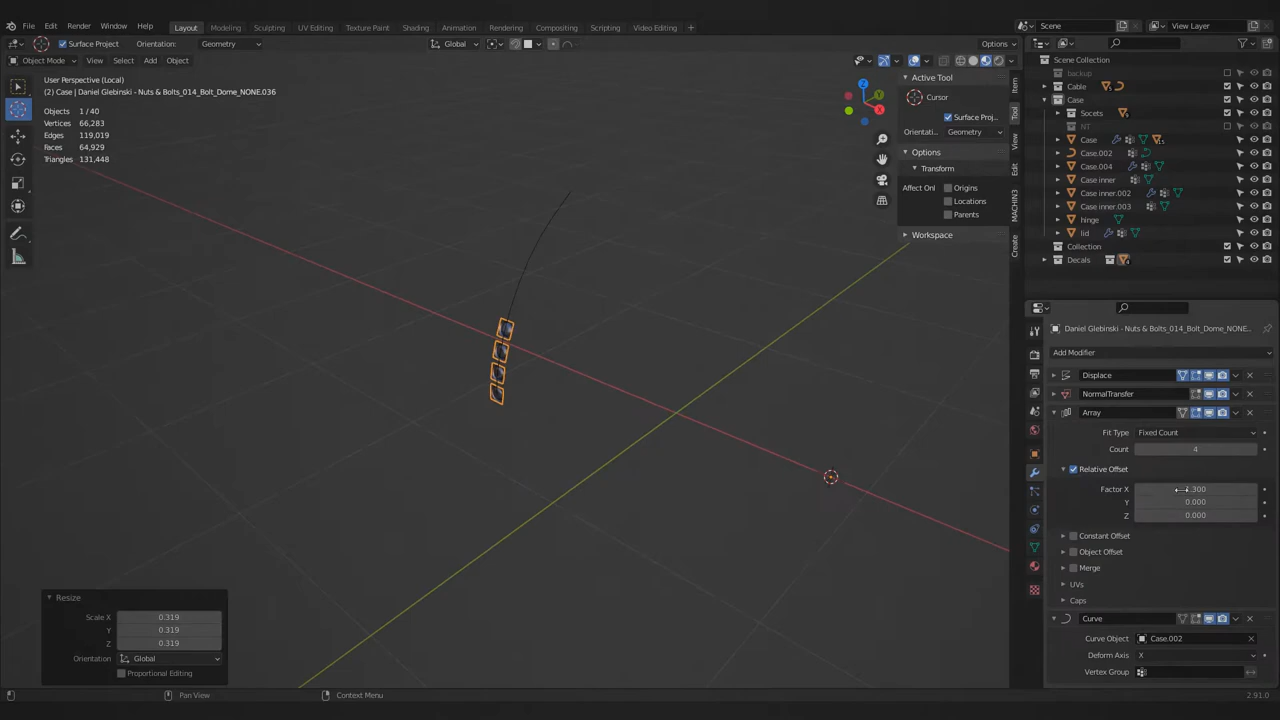 File Edit Render Window Help Layout Modeling Sculpting UV Editing Texture Paint Shading Animation Rendering Compositing Scripting Video Editing + Scene View Layer
Surface Project Orientation: Geometry Global Options
Object Mode View Select Add Object
User Perspective (Local)
(2) Case | Daniel Glebinski - Nuts & Bolts_014_Bolt_Dome_NONE.036
Objects 1 / 40
Vertices 66,283
Edges 119,019
Faces 64,929
Triangles 131,448
Z
Y
X
Active Tool
Cursor
Surface Proj...
Orientati... Geometry
Options
Transform
Affect Onl Origins
Locations
Parents
Workspace
Item
Tool
View
Edit
MACHIN3
Create
Scene Collection
backup
Cable
Case
Socets
NT
Case
Case.002
Case.004
Case inner
Case inner.002
Case inner.003
hinge
lid
Collection
Decals
Daniel Glebinski - Nuts & Bolts_014_Bolt_Dome_NONE...
Add Modifier
Displace
NormalTransfer
Array
Fit Type Fixed Count
Count 4
Relative Offset
Factor X .300
Y 0.000
Z 0.000
Constant Offset
Object Offset
Merge
UVs
Caps
Curve
Curve Object Case.002
Deform Axis X
Vertex Group
Resize
Scale X 0.319
Y 0.319
Z 0.319
Orientation Global
Proportional Editing
Pan View Context Menu 2.91.0